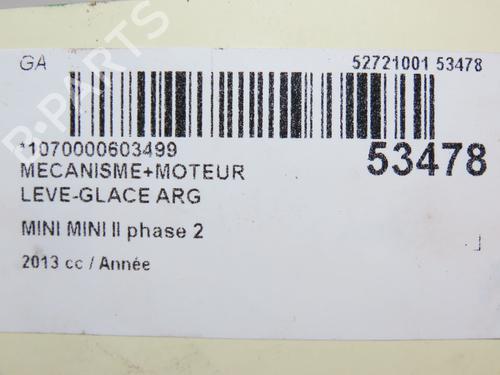 GA 52721001 53478
*1070000603499
53478
MECANISME+MOTEUR
LEVE-GLACE ARG
MINI MINI II phase 2
2013 cc / Année
B-PARTS